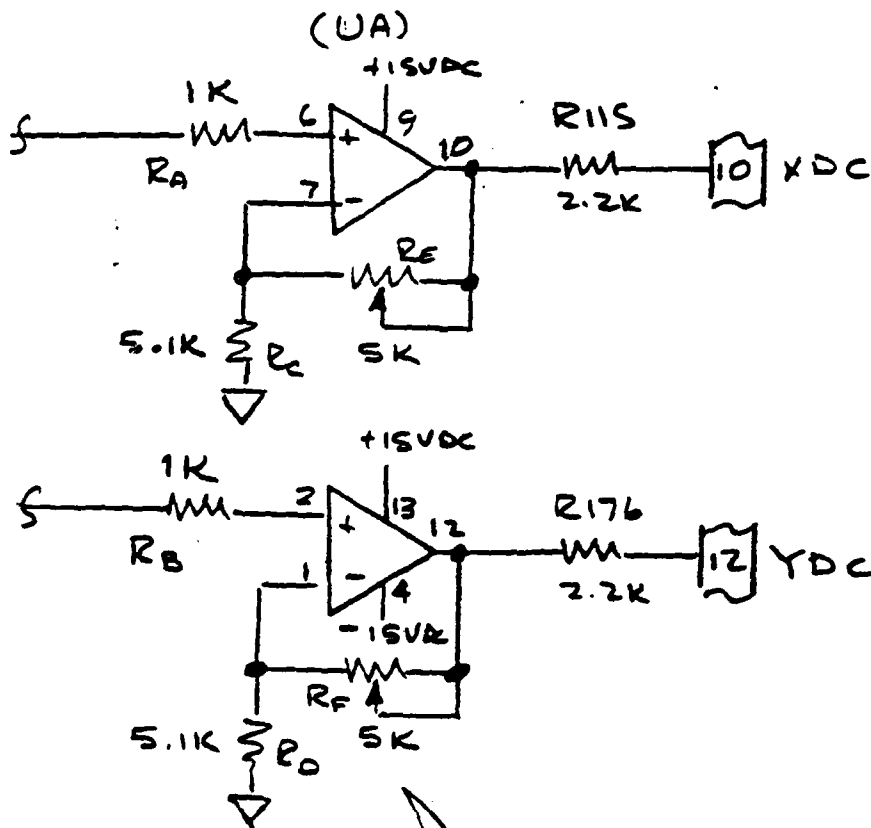 (UA)
+15VDC
1K
6
+
9
10
R115
10
XDC
RA
7
-
2.2K
RE
5.1K
RC
5K
+15VDC
1K
2
+
13
12
R176
12
YDC
RB
1
-
4
2.2K
-15VDC
RF
5.1K
RD
5K